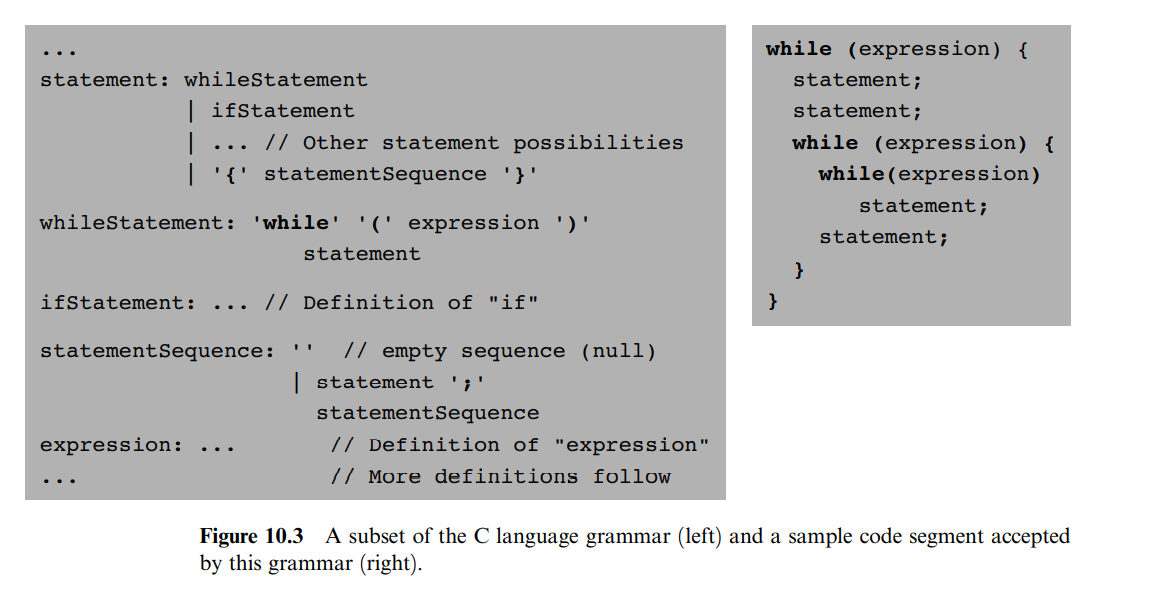 ...
statement: whileStatement
| ifStatement
| ... // Other statement possibilities
| '{' statementSequence '}'
whileStatement: 'while' '(' expression ')'
statement
ifStatement: ... // Definition of "if"
statementSequence: '' // empty sequence (null)
| statement ';'
statementSequence
expression: ... // Definition of "expression"
... // More definitions follow
while (expression) {
statement;
statement;
while (expression) {
while(expression)
statement;
statement;
}
}
Figure 10.3 A subset of the C language grammar (left) and a sample code segment accepted
by this grammar (right).